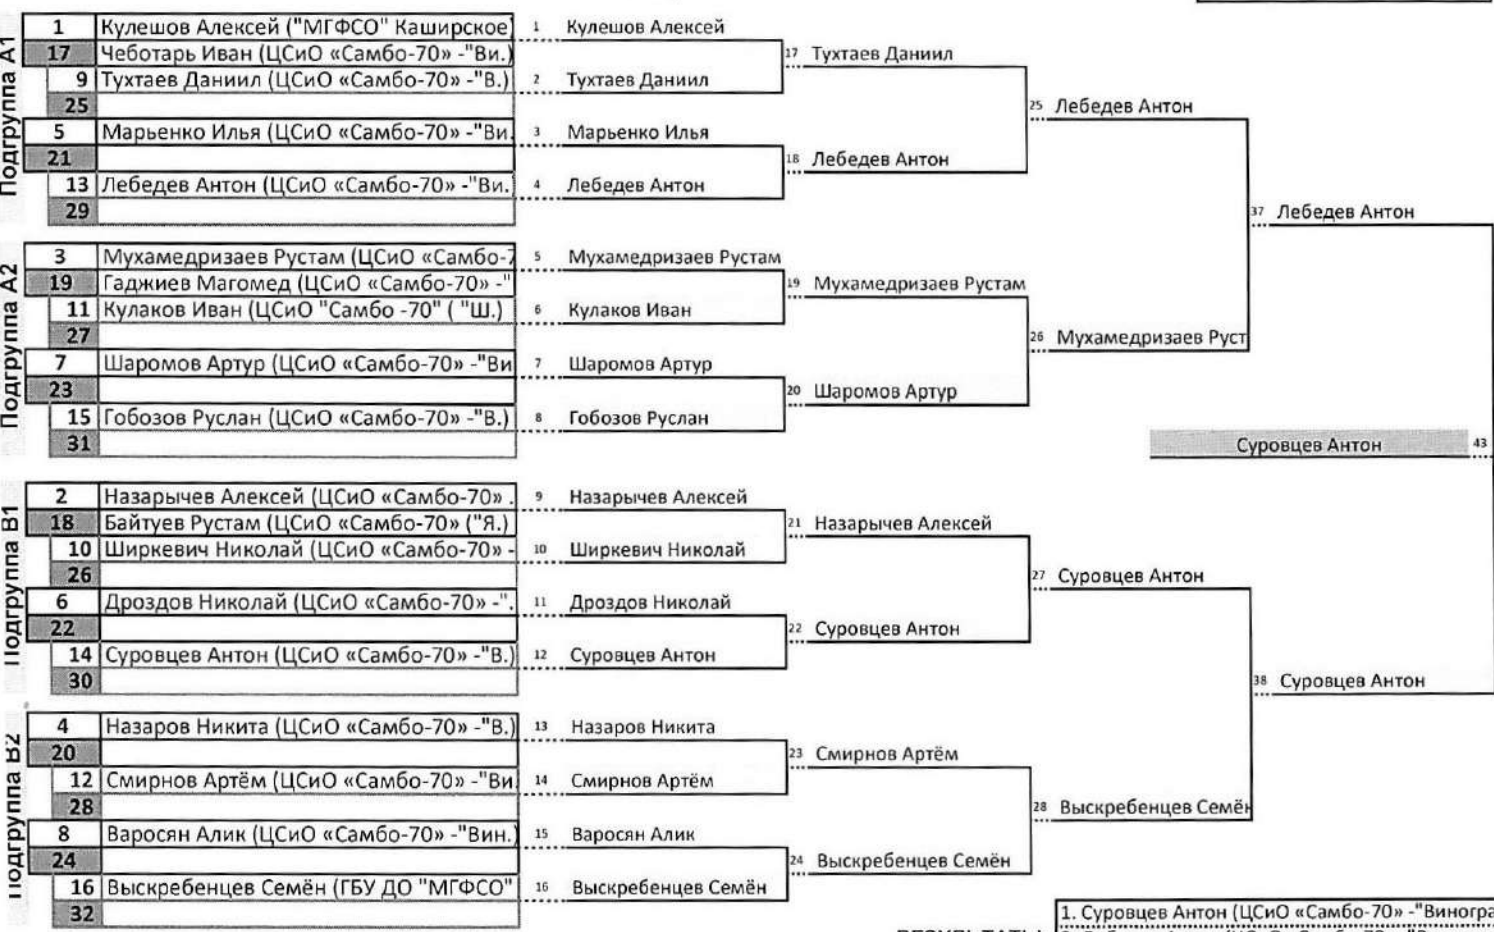 Подгруппа A1
1 Кулешов Алексей ("МГФСО" Каширское)
17 Чеботарь Иван (ЦСиО «Самбо-70» -"Ви.)
9 Тухтаев Даниил (ЦСиО «Самбо-70» -"В.)
25
5 Марьенко Илья (ЦСиО «Самбо-70» -"Ви.
21
13 Лебедев Антон (ЦСиО «Самбо-70» -"Ви.)
29
1 Кулешов Алексей
2 Тухтаев Даниил
3 Марьенко Илья
4 Лебедев Антон
17 Тухтаев Даниил
18 Лебедев Антон
25 Лебедев Антон
Подгруппа A2
3 Мухамедризаев Рустам (ЦСиО «Самбо-7
19 Гаджиев Магомед (ЦСиО «Самбо-70» -"
11 Кулаков Иван (ЦСиО "Самбо -70" ( "Ш.)
27
7 Шаромов Артур (ЦСиО «Самбо-70» -"Ви
23
15 Гобозов Руслан (ЦСиО «Самбо-70» -"В.)
31
5 Мухамедризаев Рустам
6 Кулаков Иван
7 Шаромов Артур
8 Гобозов Руслан
19 Мухамедризаев Рустам
20 Шаромов Артур
26 Мухамедризаев Руст
37 Лебедев Антон
Подгруппа B1
2 Назарычев Алексей (ЦСиО «Самбо-70» .
18 Байтуев Рустам (ЦСиО «Самбо-70» ("Я.)
10 Ширкевич Николай (ЦСиО «Самбо-70» -
26
6 Дроздов Николай (ЦСиО «Самбо-70» -".
22
14 Суровцев Антон (ЦСиО «Самбо-70» -"В.)
30
9 Назарычев Алексей
10 Ширкевич Николай
11 Дроздов Николай
12 Суровцев Антон
21 Назарычев Алексей
22 Суровцев Антон
27 Суровцев Антон
Подгруппа B2
4 Назаров Никита (ЦСиО «Самбо-70» -"В.)
20
12 Смирнов Артём (ЦСиО «Самбо-70» -"Ви.
28
8 Варосян Алик (ЦСиО «Самбо-70» -"Вин.)
24
16 Выскребенцев Семён (ГБУ ДО "МГФСО"
32
13 Назаров Никита
14 Смирнов Артём
15 Варосян Алик
16 Выскребенцев Семён
23 Смирнов Артём
24 Выскребенцев Семён
28 Выскребенцев Семён
38 Суровцев Антон
Суровцев Антон 43
1. Суровцев Антон (ЦСиО «Самбо-70» -"Виногра